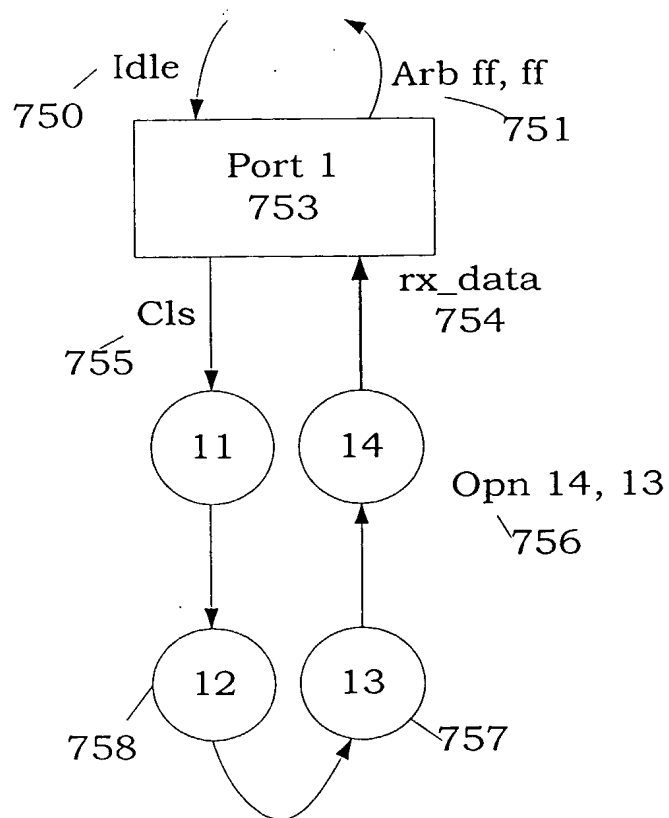 Idle
750
Arb ff, ff
751
Port 1
753
rx_data
754
Cls
755
11
14
Opn 14, 13
756
12
13
758
757